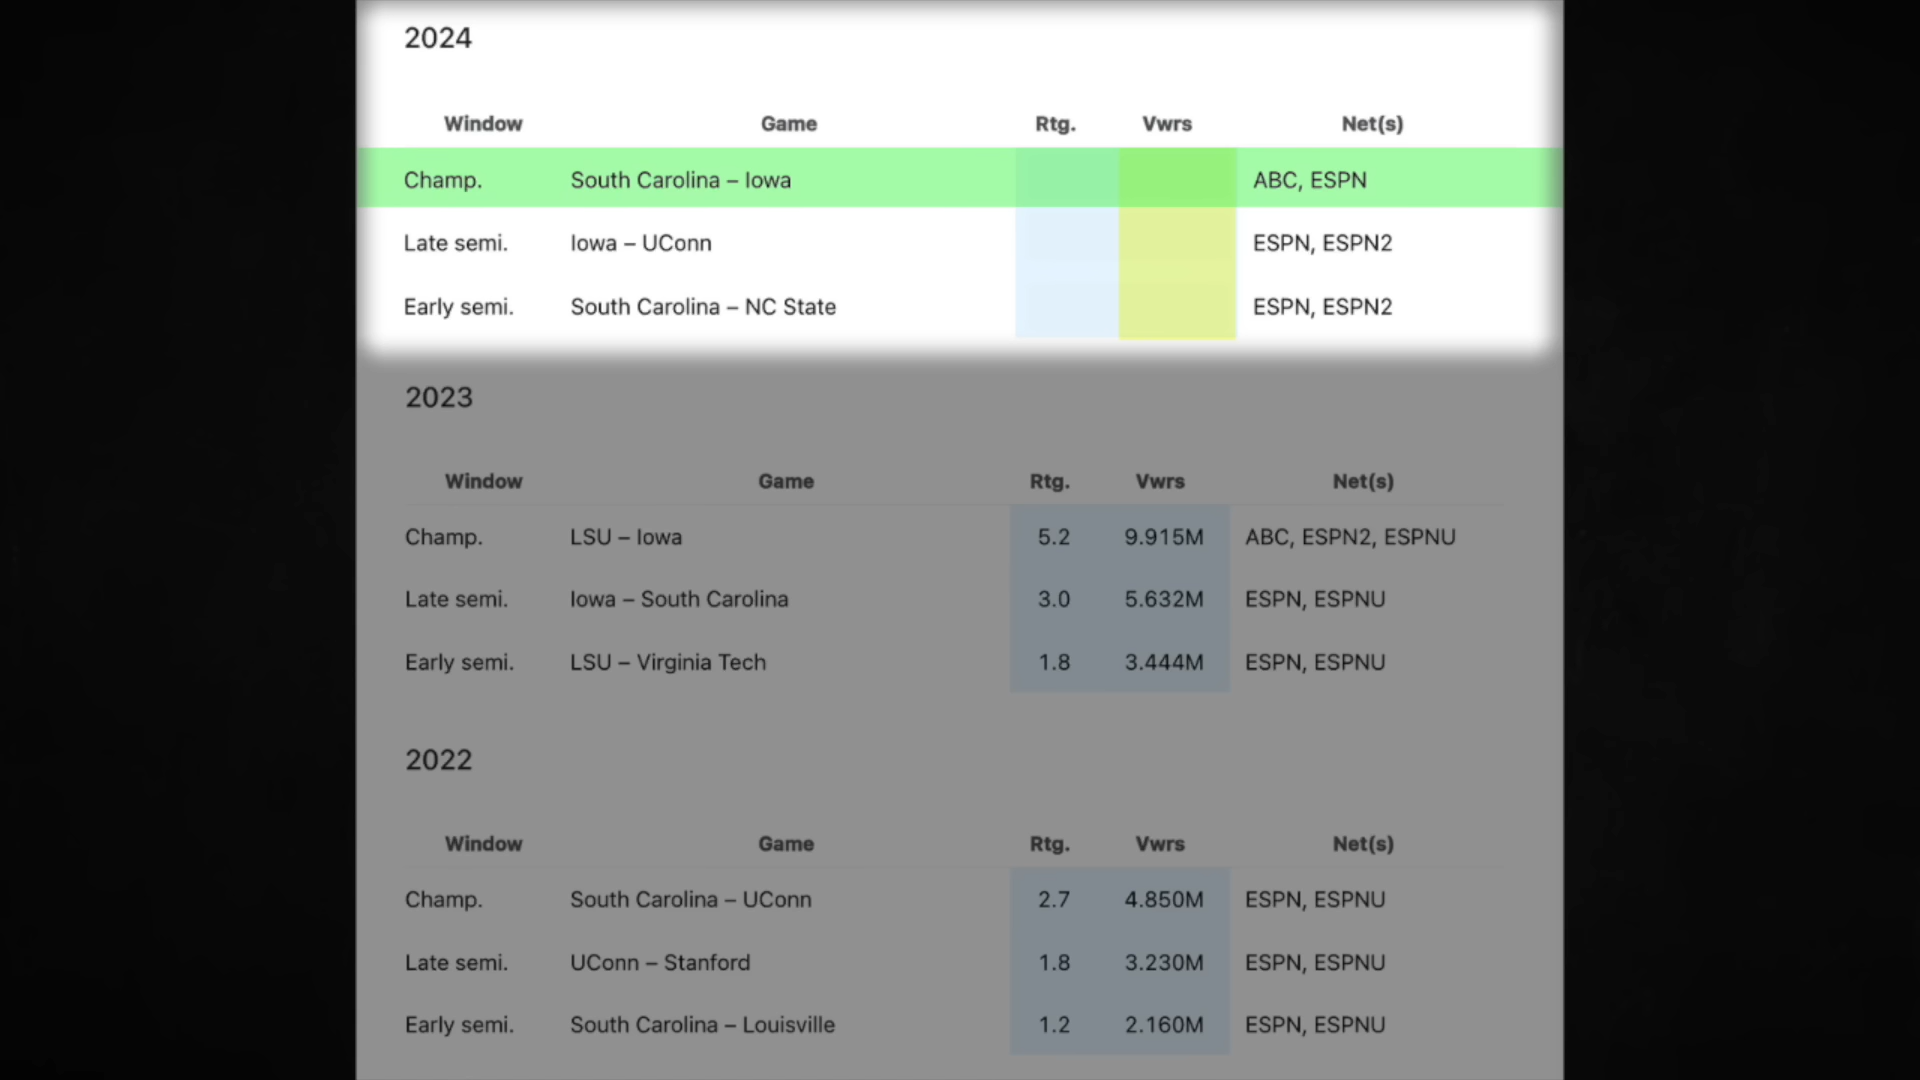 2024
Window Game Rtg. Vwrs Net(s)
Champ. South Carolina – Iowa ABC, ESPN
Late semi. Iowa – UConn ESPN, ESPN2
Early semi. South Carolina – NC State ESPN, ESPN2
2023
Window Game Rtg. Vwrs Net(s)
Champ. LSU – Iowa 5.2 9.915M ABC, ESPN2, ESPNU
Late semi. Iowa – South Carolina 3.0 5.632M ESPN, ESPNU
Early semi. LSU – Virginia Tech 1.8 3.444M ESPN, ESPNU
2022
Window Game Rtg. Vwrs Net(s)
Champ. South Carolina – UConn 2.7 4.850M ESPN, ESPNU
Late semi. UConn – Stanford 1.8 3.230M ESPN, ESPNU
Early semi. South Carolina – Louisville 1.2 2.160M ESPN, ESPNU